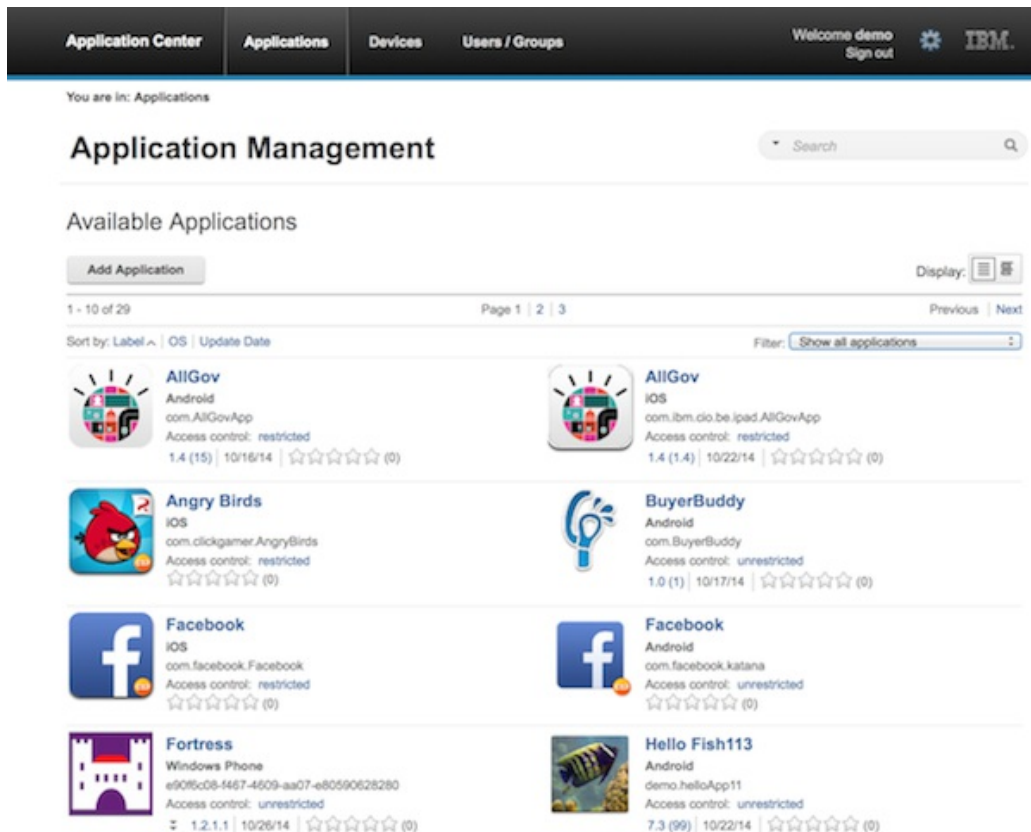 Application Center Applications Devices Users / Groups Welcome demo IBM.
Sign out
You are in: Applications
Application Management
Search
Available Applications
Add Application Display:
1 - 10 of 29 Page 1 | 2 | 3 Previous | Next
Sort by: Label | OS | Update Date Filter: Show all applications
AllGov
Android
com.AllGovApp
Access control: restricted
1.4 (15) | 10/16/14 | (0)
AllGov
iOS
com.ibm.cio.be.ipad.AllGovApp
Access control: restricted
1.4 (1.4) | 10/22/14 | (0)
Angry Birds
iOS
com.clickgamer.AngryBirds
Access control: restricted
(0)
BuyerBuddy
Android
com.BuyerBuddy
Access control: unrestricted
1.0 (1) | 10/17/14 | (0)
Facebook
iOS
com.facebook.Facebook
Access control: restricted
(0)
Facebook
Android
com.facebook.katana
Access control: unrestricted
(0)
Fortress
Windows Phone
e90f6c08-f467-4609-aa07-e80590628280
Access control: unrestricted
1.2.1.1 | 10/26/14 | (0)
Hello Fish113
Android
demo.helloApp11
Access control: unrestricted
7.3 (99) | 10/22/14 | (0)